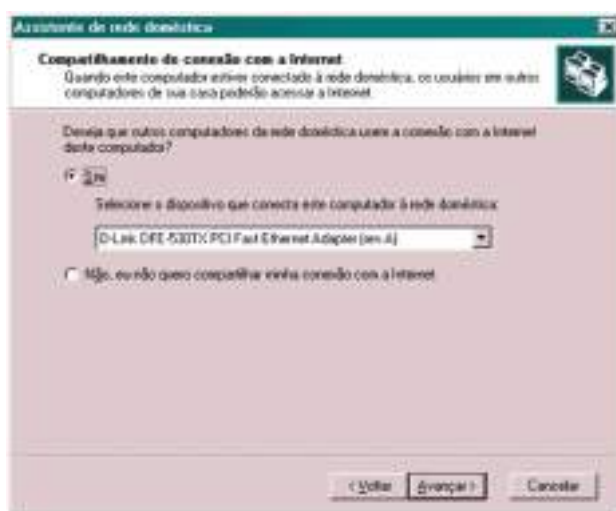 Assistente de rede doméstica
Compartilhamento de conexão com a Internet
Quando este computador estiver conectado à rede doméstica, os usuários em outros
computadores de sua casa poderão acessar a Internet.
Deseja que outros computadores da rede doméstica usem a conexão com a Internet
deste computador?
Sim
Selecione o dispositivo que conecta este computador à rede doméstica:
D-Link DFE-530TX PCI Fast Ethernet Adapter (rev.A)
Não, eu não quero compartilhar minha conexão com a Internet
< Voltar
Avançar >
Cancelar